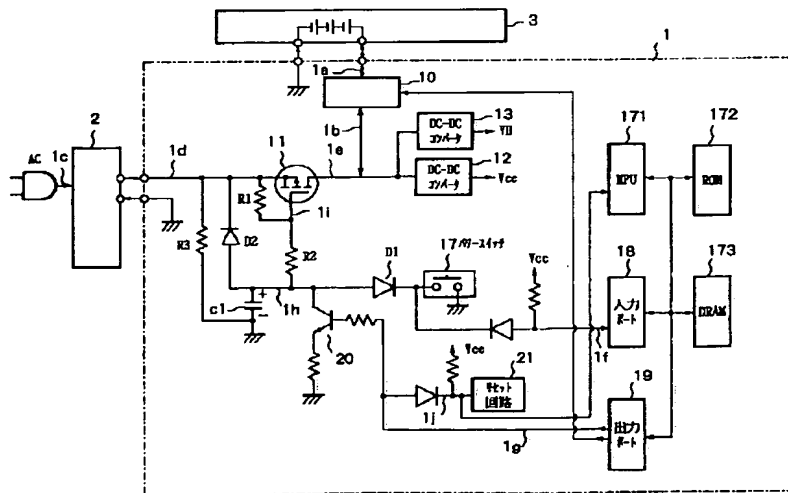 3
1
1a
10
AC
2
1c
1d
11
1b
1e
13
DC-DC
コンバータ
VH
12
DC-DC
コンバータ
Vcc
171
MPU
172
ROM
R1
1i
R3
D2
R2
D1
17
パワースイッチ
Vcc
18
入力
ポート
173
DRAM
c1
+
-
1h
1f
20
Vcc
21
リセット
回路
19
出力
ポート
1j
1g